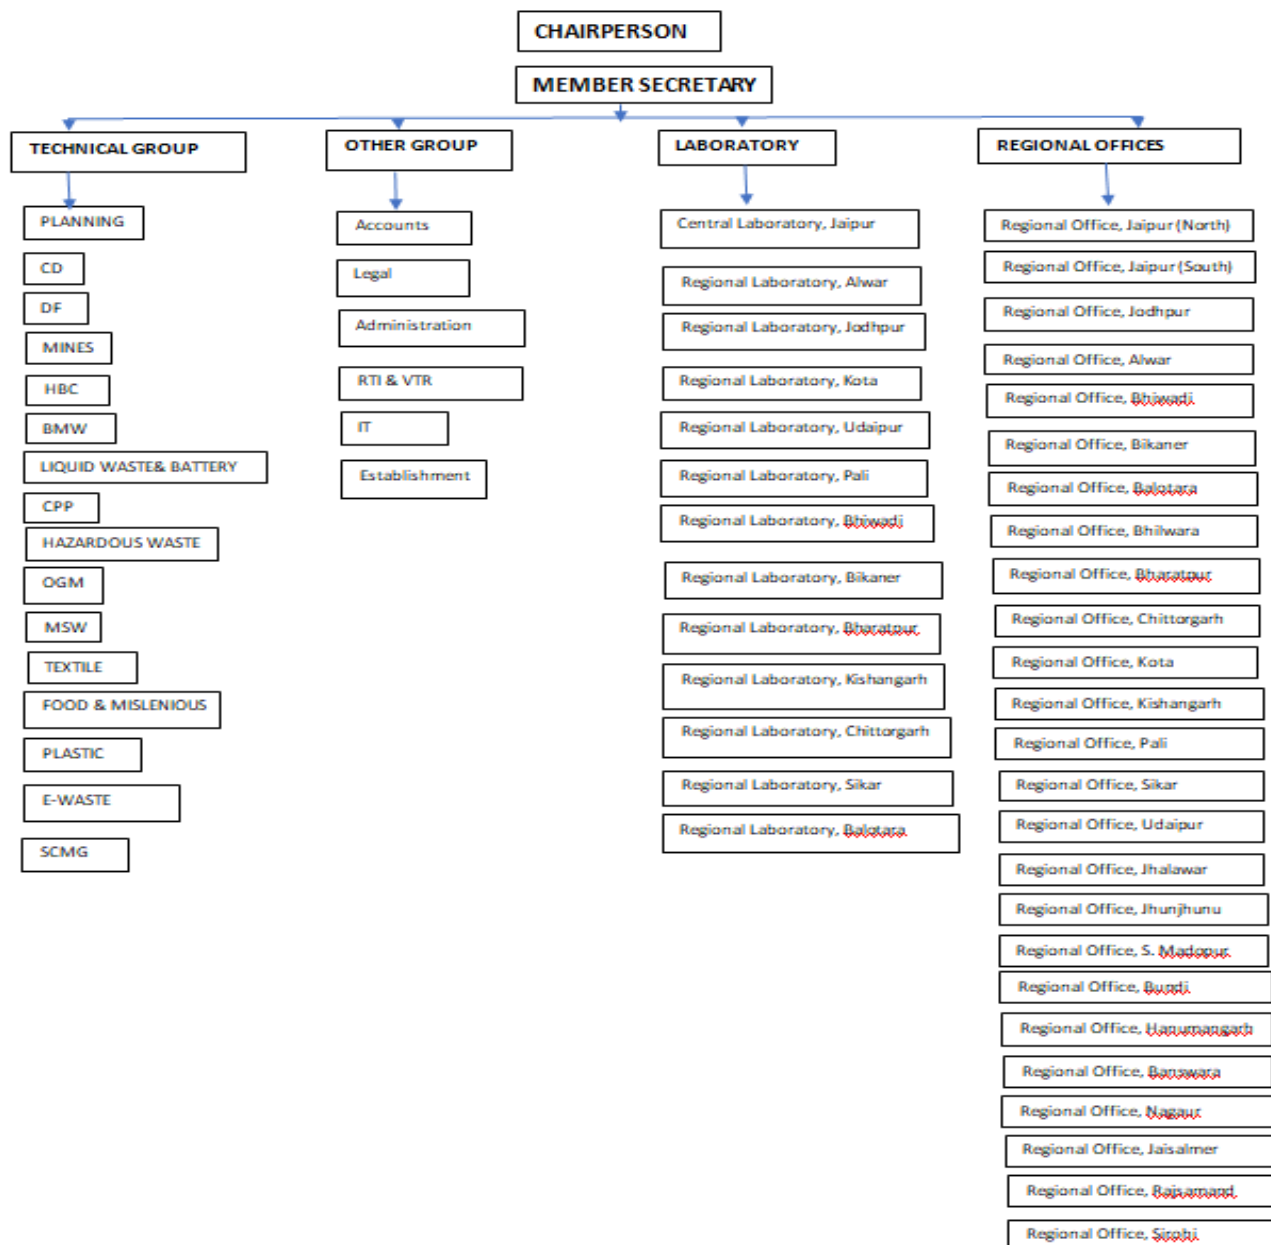 CHAIRPERSON
MEMBER SECRETARY
TECHNICAL GROUP
PLANNING
CD
DF
MINES
HBC
BMW
LIQUID WASTE& BATTERY
CPP
HAZARDOUS WASTE
OGM
MSW
TEXTILE
FOOD & MISLENIOUS
PLASTIC
E-WASTE
SCMG
OTHER GROUP
Accounts
Legal
Administration
RTI & VTR
IT
Establishment
LABORATORY
Central Laboratory, Jaipur
Regional Laboratory, Alwar
Regional Laboratory, Jodhpur
Regional Laboratory, Kota
Regional Laboratory, Udaipur
Regional Laboratory, Pali
Regional Laboratory, Bhiwadi
Regional Laboratory, Bikaner
Regional Laboratory, Bharatpur
Regional Laboratory, Kishangarh
Regional Laboratory, Chittorgarh
Regional Laboratory, Sikar
Regional Laboratory, Balotara
REGIONAL OFFICES
Regional Office, Jaipur (North)
Regional Office, Jaipur (South)
Regional Office, Jodhpur
Regional Office, Alwar
Regional Office, Bhiwadi
Regional Office, Bikaner
Regional Office, Balotara
Regional Office, Bhilwara
Regional Office, Bharatpur
Regional Office, Chittorgarh
Regional Office, Kota
Regional Office, Kishangarh
Regional Office, Pali
Regional Office, Sikar
Regional Office, Udaipur
Regional Office, Jhalawar
Regional Office, Jhunjhunu
Regional Office, S. Madopur
Regional Office, Bundi
Regional Office, Hanumangarh
Regional Office, Banswara
Regional Office, Nagaur
Regional Office, Jaisalmer
Regional Office, Rajsamand
Regional Office, Sirohi